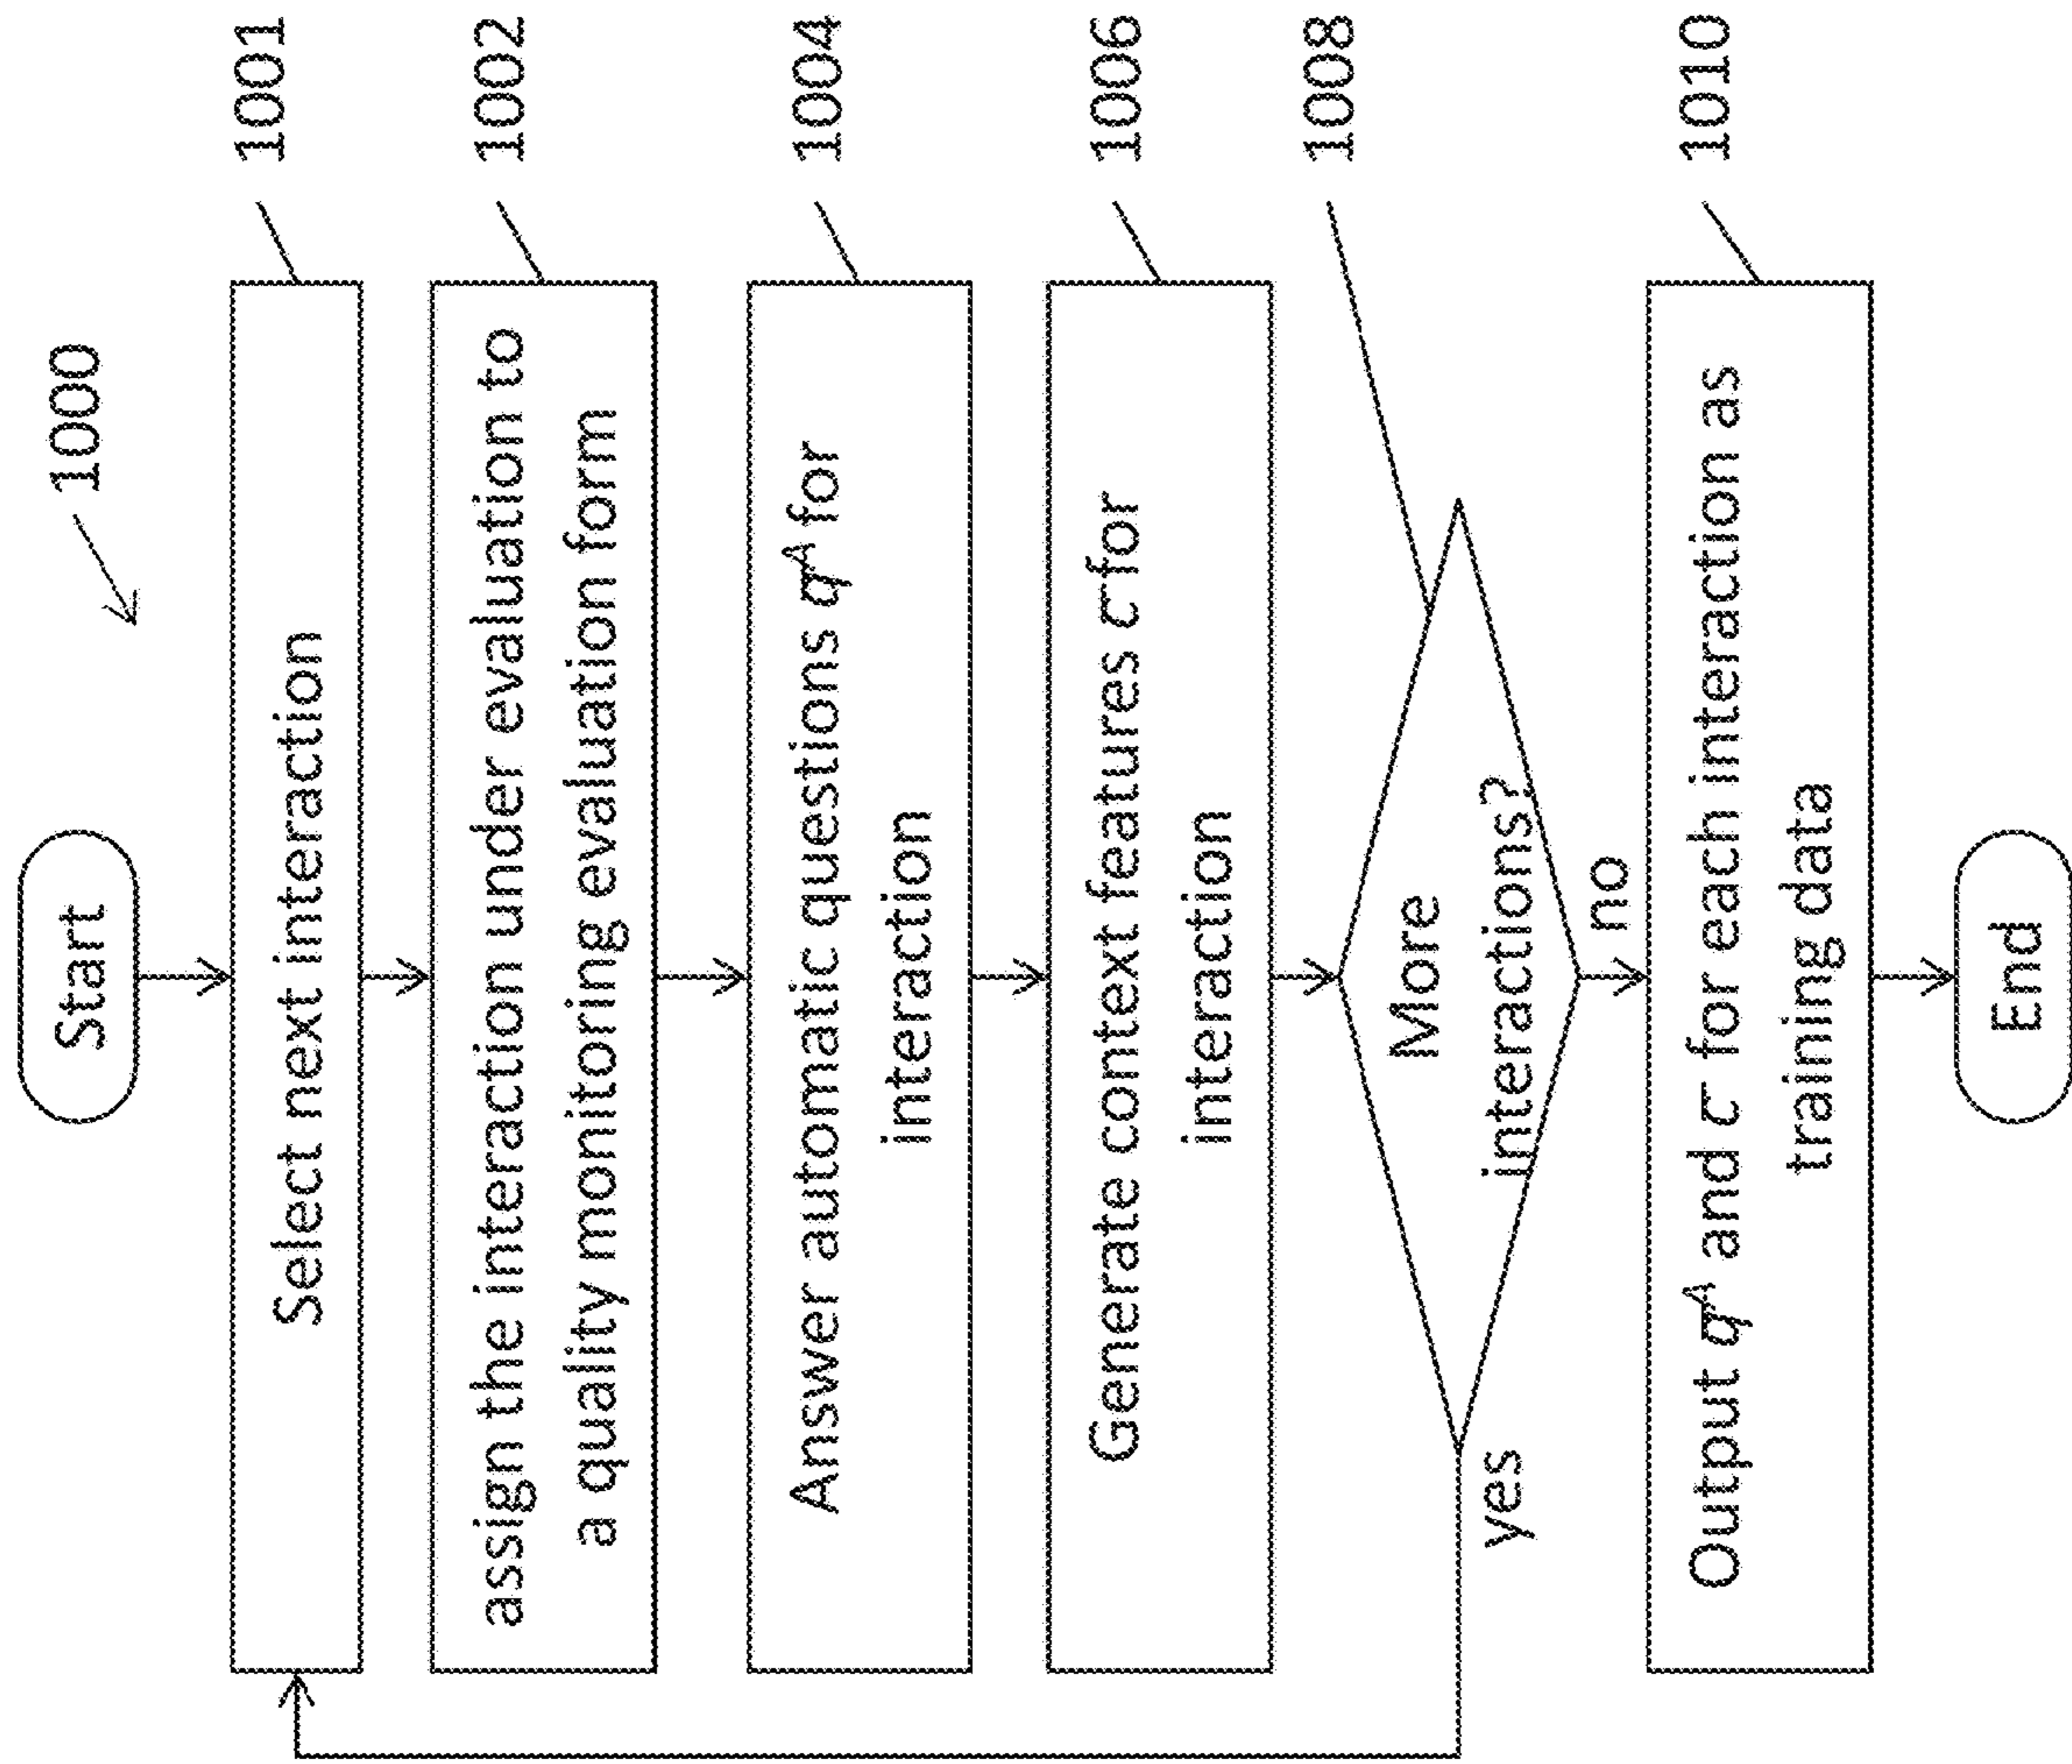 1000
Start
Select next interaction
1001
assign the interaction under evaluation to
a quality monitoring evaluation form
1002
Answer automatic questions q̅ᴬ for
interaction
1004
Generate context features c̅ for
interaction
1006
More
interactions?
1008
yes
no
Output q̅ᴬ and c̅ for each interaction as
training data
1010
End